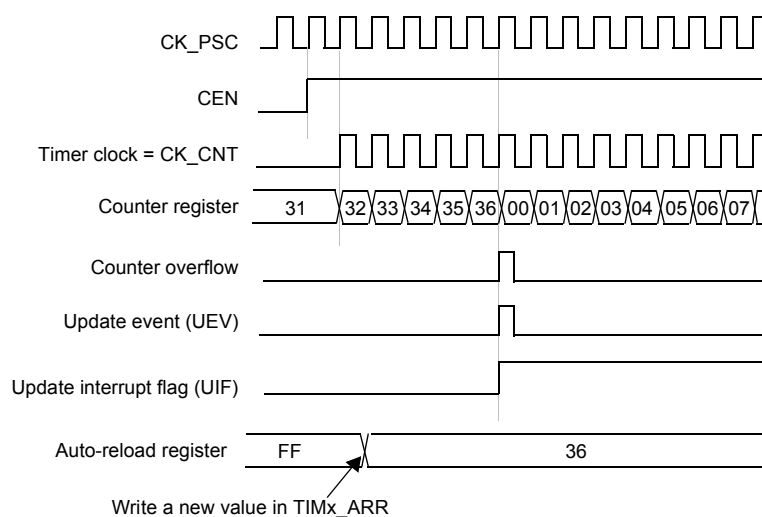 CK_PSC
CEN
Timer clock = CK_CNT
Counter register 31 32 33 34 35 36 00 01 02 03 04 05 06 07
Counter overflow
Update event (UEV)
Update interrupt flag (UIF)
Auto-reload register FF 36
Write a new value in TIMx_ARR